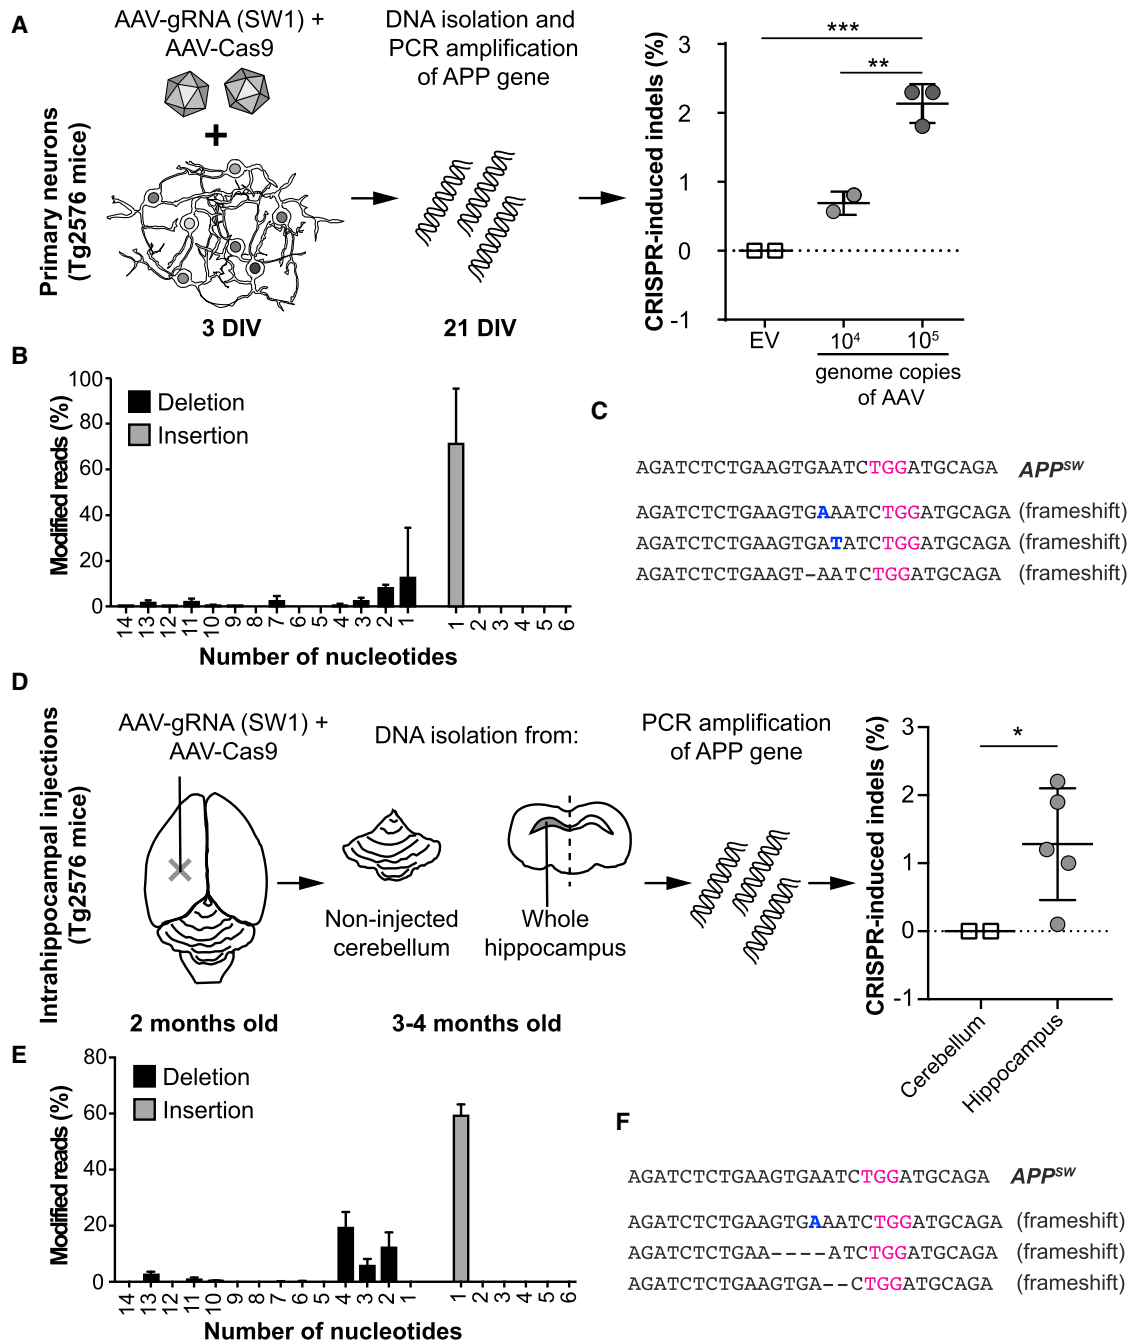 A
AAV-gRNA (SW1) +
AAV-Cas9
+
Primary neurons
(Tg2576 mice)
3 DIV
DNA isolation and
PCR amplification
of APP gene
21 DIV
CRISPR-induced indels (%)
3
2
1
0
-1
***
**
EV
10⁴
10⁵
genome copies
of AAV
B
Modified reads (%)
100
80
60
40
20
0
Deletion
Insertion
14 13 12 11 10 9 8 7 6 5 4 3 2 1 1 2 3 4 5 6
Number of nucleotides
C
AGATCTCTGAAGTGAATCTGGATGCAGA APPˢᵂ
AGATCTCTGAAGTGAAATCTGGATGCAGA (frameshift)
AGATCTCTGAAGTGATATCTGGATGCAGA (frameshift)
AGATCTCTGAAGT-AATCTGGATGCAGA (frameshift)
D
Intrahippocampal injections
(Tg2576 mice)
AAV-gRNA (SW1) +
AAV-Cas9
2 months old
DNA isolation from:
Non-injected
cerebellum
Whole
hippocampus
3-4 months old
PCR amplification
of APP gene
CRISPR-induced indels (%)
3
2
1
0
-1
*
Cerebellum
Hippocampus
E
Modified reads (%)
80
60
40
20
0
Deletion
Insertion
14 13 12 11 10 9 8 7 6 5 4 3 2 1 1 2 3 4 5 6
Number of nucleotides
F
AGATCTCTGAAGTGAATCTGGATGCAGA APPˢᵂ
AGATCTCTGAAGTGAAATCTGGATGCAGA (frameshift)
AGATCTCTGAA----ATCTGGATGCAGA (frameshift)
AGATCTCTGAAGTGA--CTGGATGCAGA (frameshift)